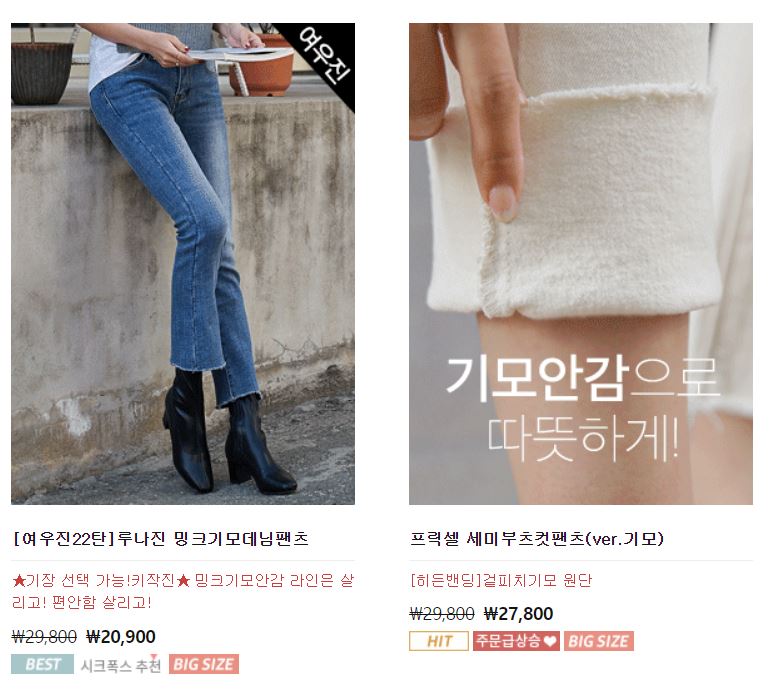 여우진
기모안감으로
따뜻하게!
[여우진22탄]루나진 밍크기모데님팬츠
★기장 선택 가능!키작진★ 밍크기모안감 라인은 살
리고! 편안함 살리고!
₩29,800 ₩20,900
BEST 시크폭스 추천 BIG SIZE
프럭셀 세미부츠컷팬츠(ver.기모)
[히든밴딩]겉피치기모 원단
₩29,800 ₩27,800
HIT 주문급상승❤ BIG SIZE